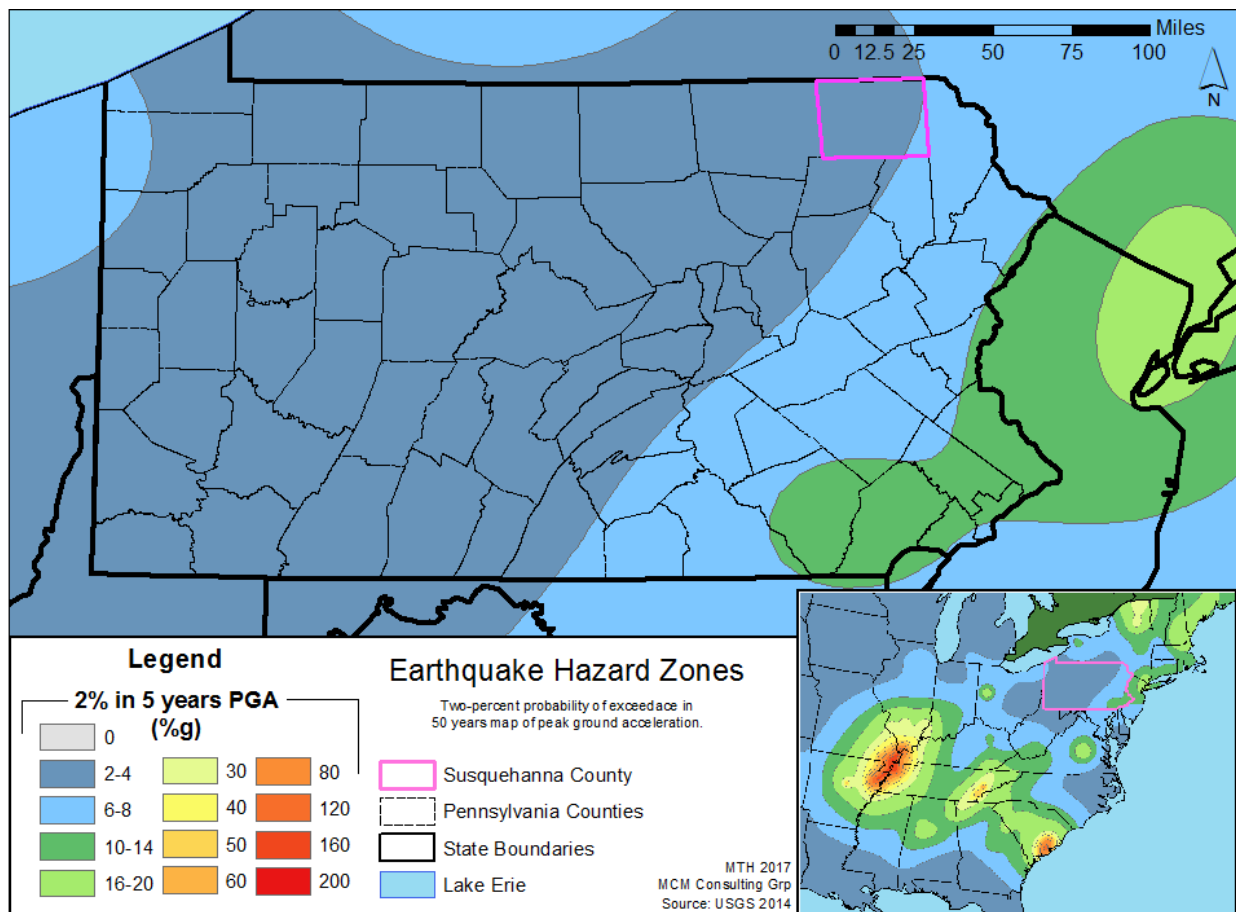 Miles
0 12.5 25 50 75 100
N
Legend
2% in 5 years PGA
(%g)
0
2-4
6-8
10-14
16-20
30
40
50
60
80
120
160
200
Earthquake Hazard Zones
Two-percent probability of exceedace in
50 years map of peak ground acceleration.
Susquehanna County
Pennsylvania Counties
State Boundaries
Lake Erie
MTH 2017
MCM Consulting Grp
Source: USGS 2014